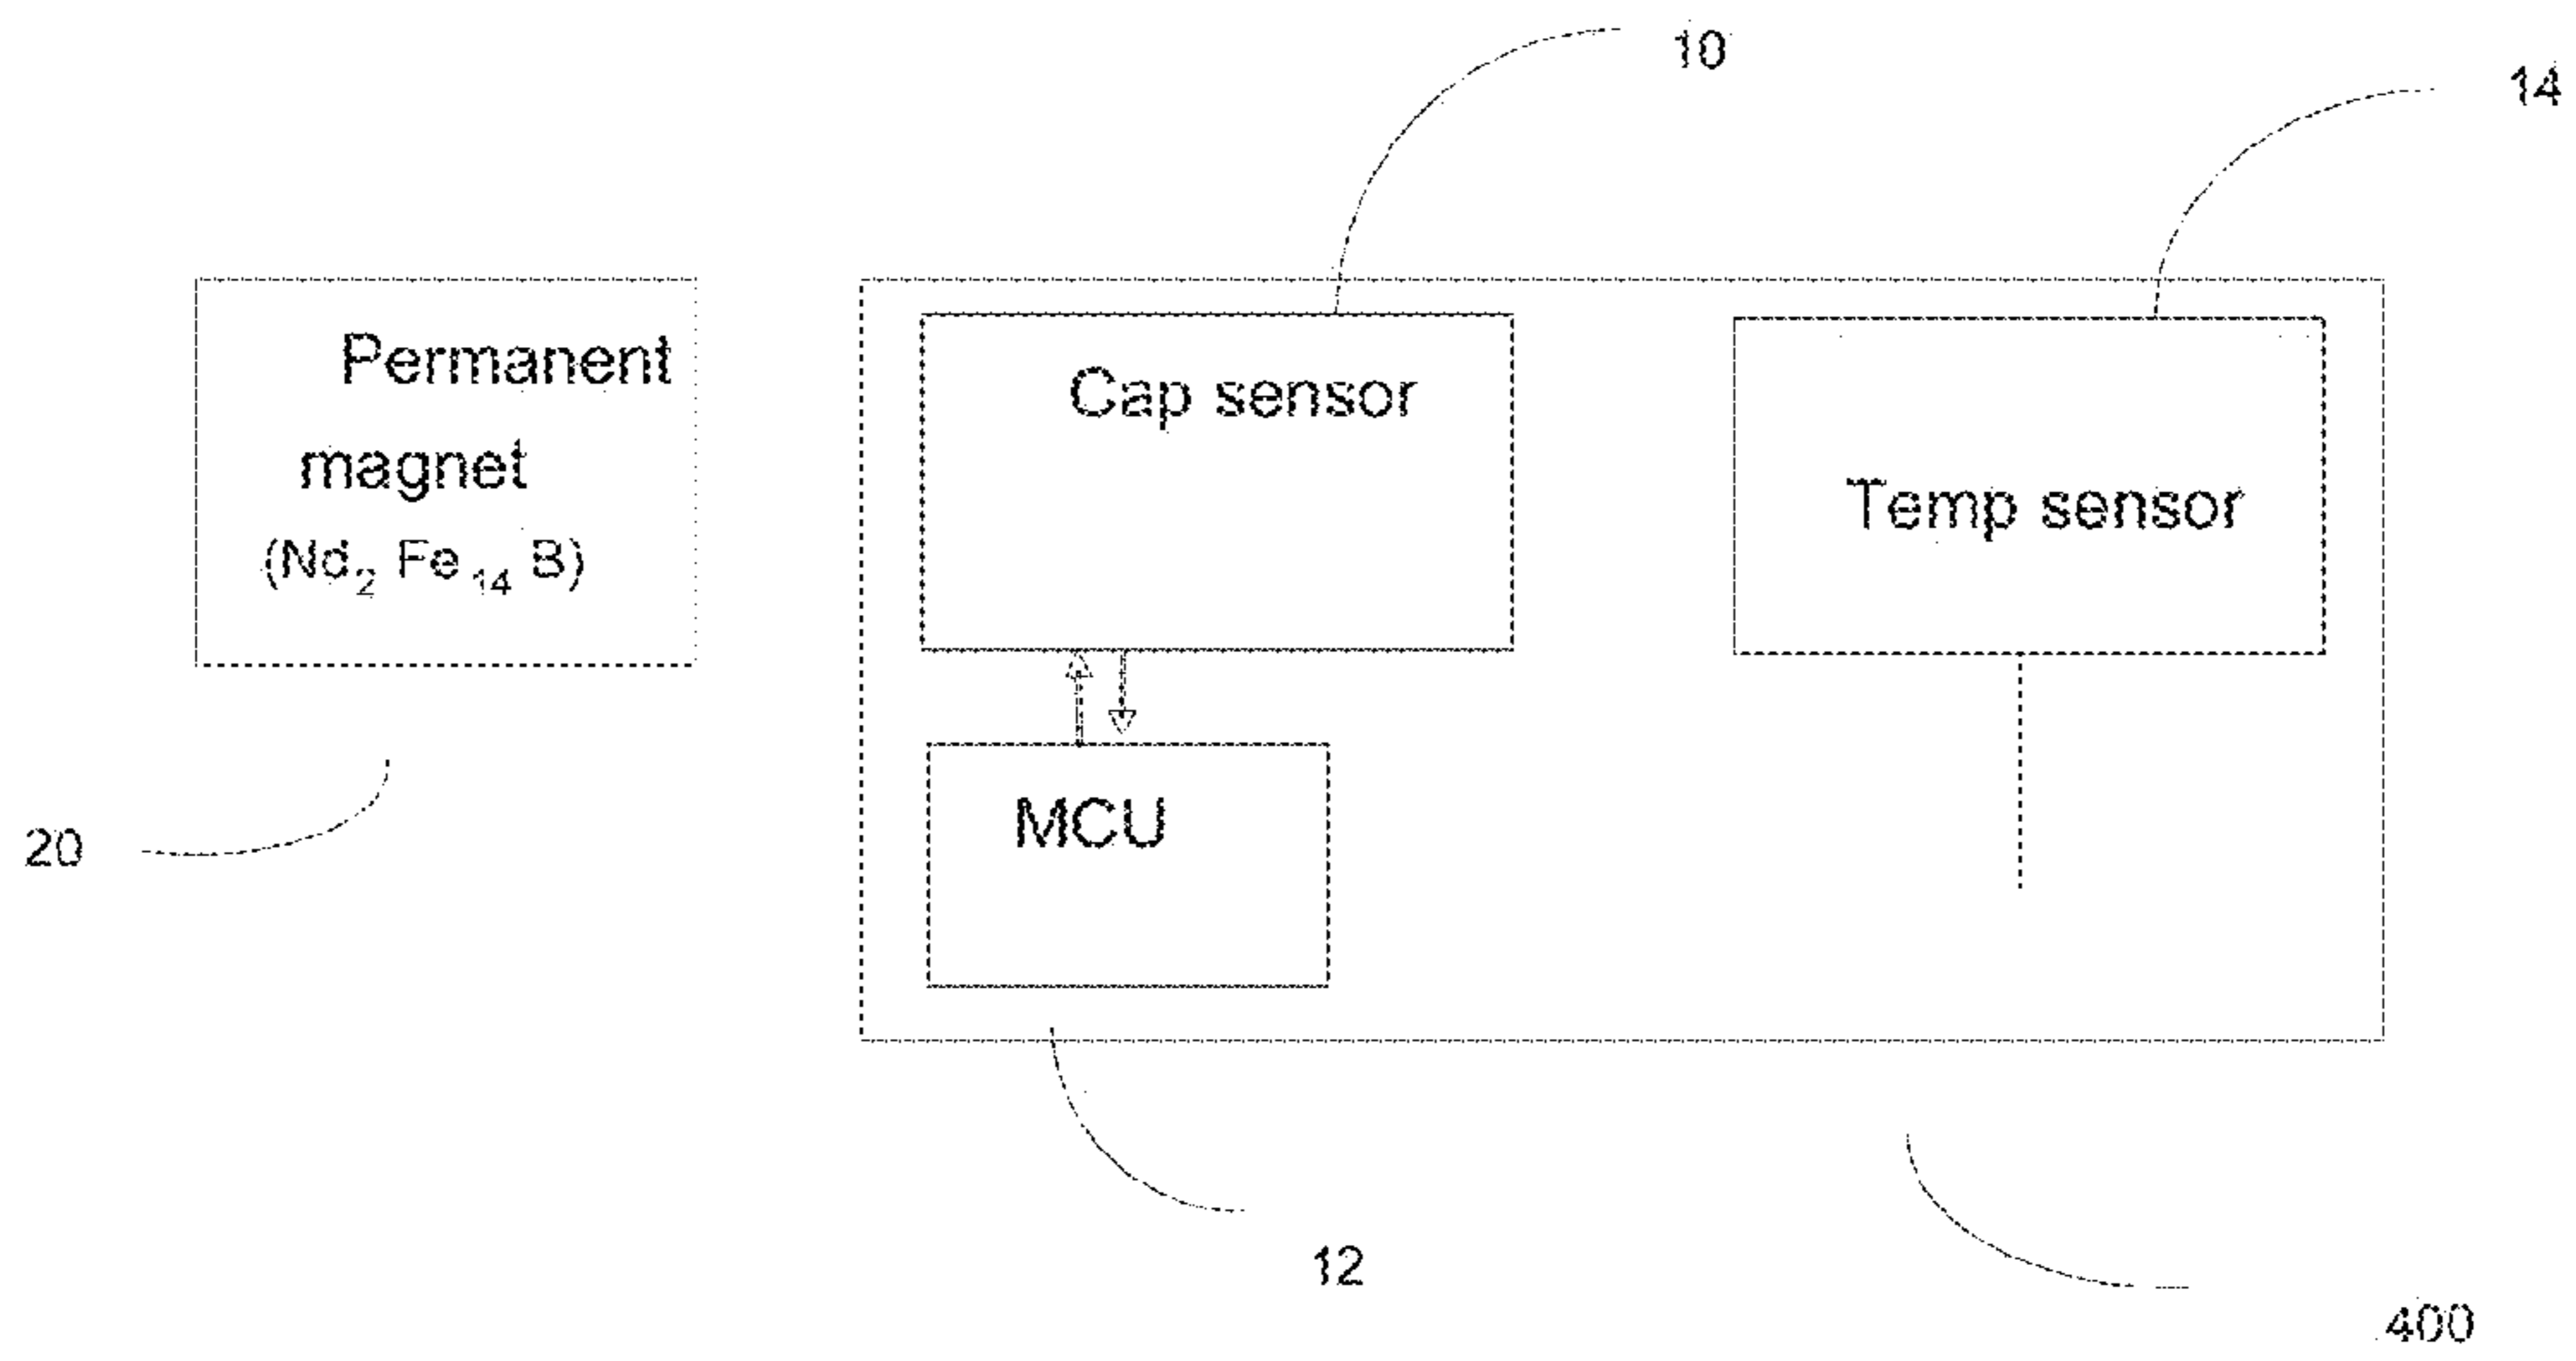 10
14
Permanent
magnet
(Nd₂ Fe₁₄ B)
Cap sensor
Temp sensor
MCU
20
12
400